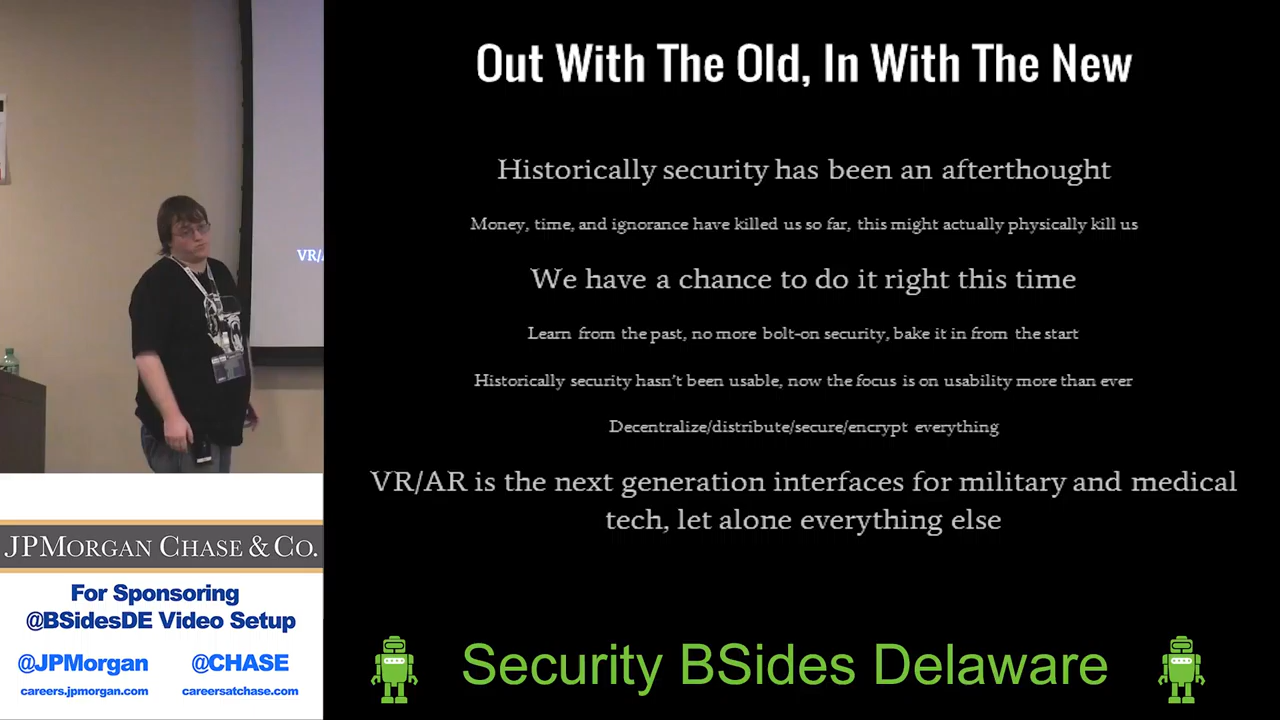 Out With The Old, In With The New
Historically security has been an afterthought
Money, time, and ignorance have killed us so far, this might actually physically kill us
We have a chance to do it right this time
Learn from the past, no more bolt-on security, bake it in from the start
Historically security hasn't been usable, now the focus is on usability more than ever
Decentralize/distribute/secure/encrypt everything
VR/AR is the next generation interfaces for military and medical
tech, let alone everything else
VR/A
JPMORGAN CHASE & CO.
For Sponsoring
@BSidesDE Video Setup
@JPMorgan @CHASE
careers.jpmorgan.com careersatchase.com
Security BSides Delaware